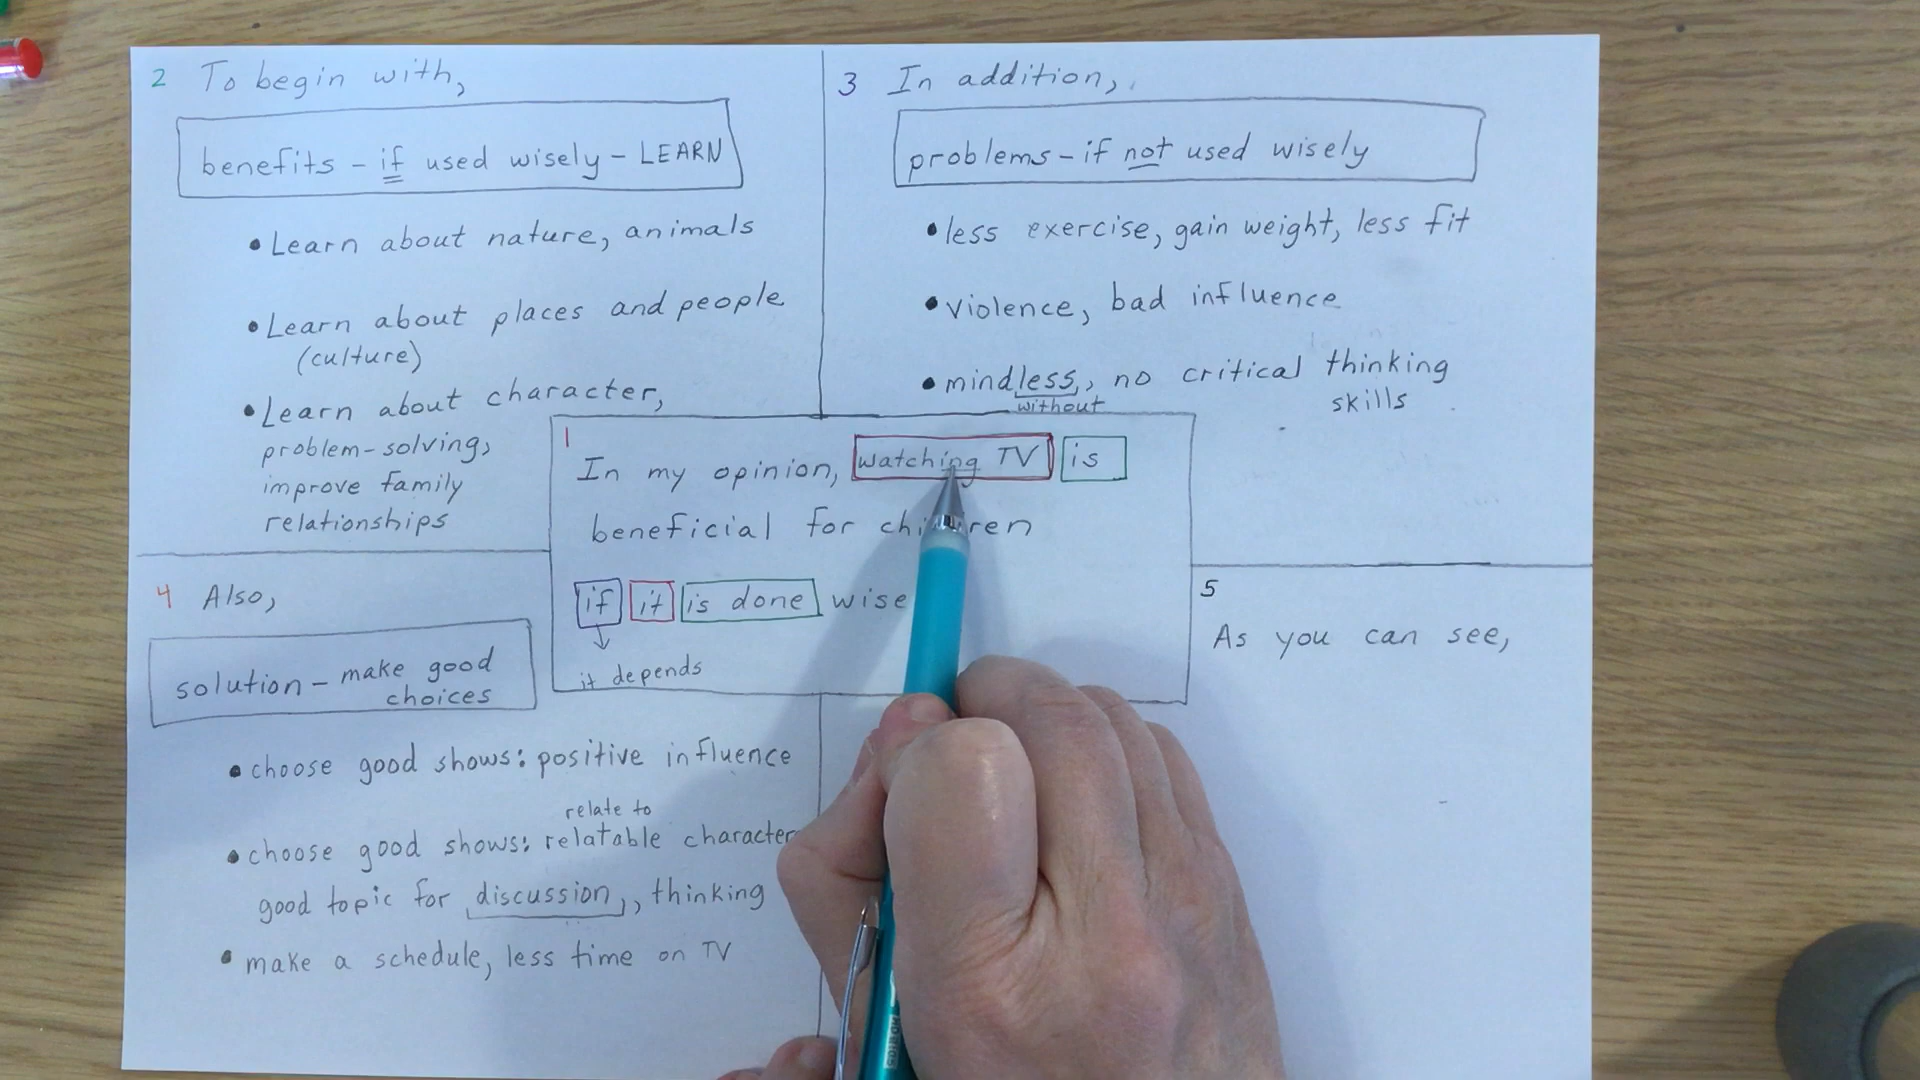 2 To begin with,
benefits - if used wisely - LEARN
• Learn about nature, animals
• Learn about places and people
(culture)
• Learn about character,
problem-solving,
improve family
relationships
3 In addition,
problems - if not used wisely
• less exercise, gain weight, less fit
• violence, bad influence
• mindless, no critical thinking
without
skills
1
In my opinion, watching TV is
beneficial for children
if it is done
it depends
4 Also,
solution - make good
choices
• choose good shows: positive influence
relate to
• choose good shows: relatable character
good topic for discussion, thinking
• make a schedule, less time on TV
5
As you can see,